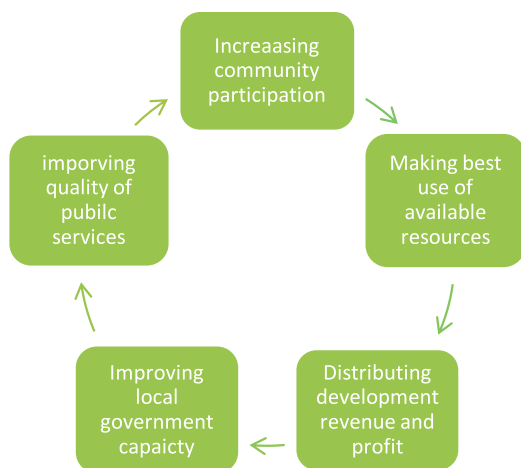 Increaasing
community
participation
Making best
use of
available
resources
Distributing
development
revenue and
profit
Improving
local
government
capaicty
imporving
quality of
pubilc
services